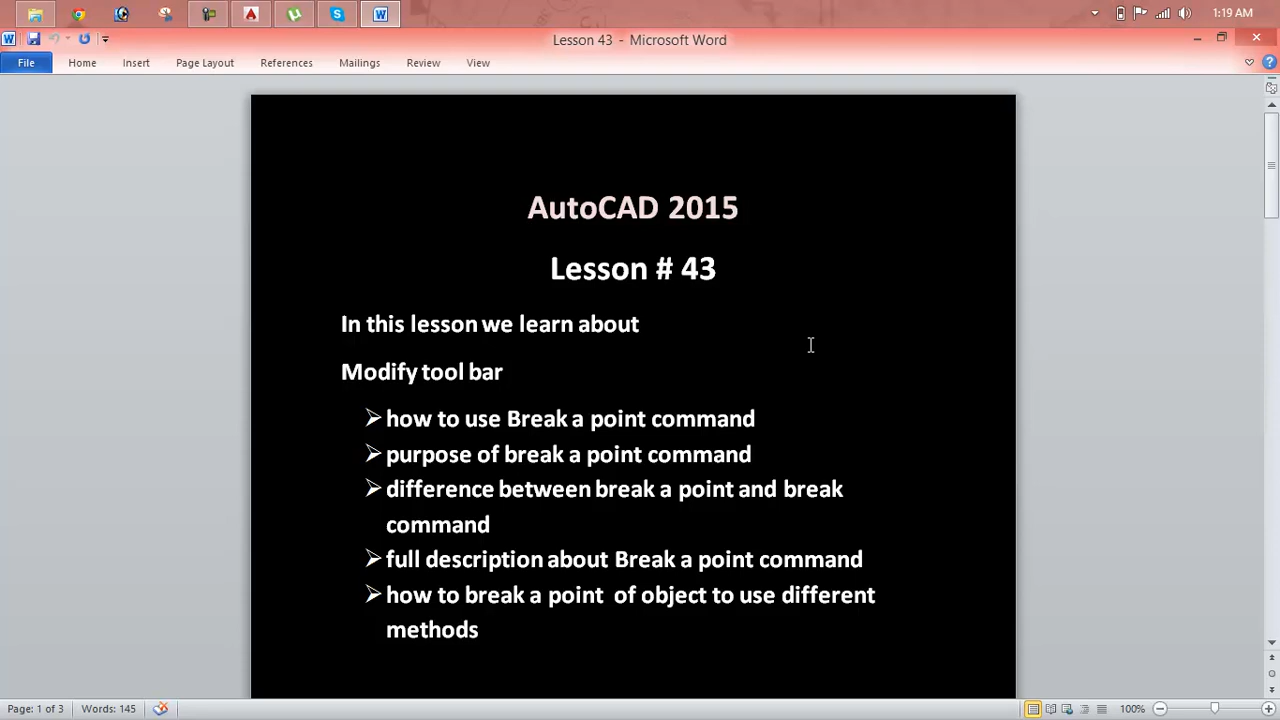 1:19 AM
Lesson 43 - Microsoft Word
File Home Insert Page Layout References Mailings Review View
AutoCAD 2015
Lesson # 43
In this lesson we learn about
Modify tool bar
➢ how to use Break a point command
➢ purpose of break a point command
➢ difference between break a point and break
command
➢ full description about Break a point command
➢ how to break a point  of object to use different
methods
Page: 1 of 3 Words: 145 100%